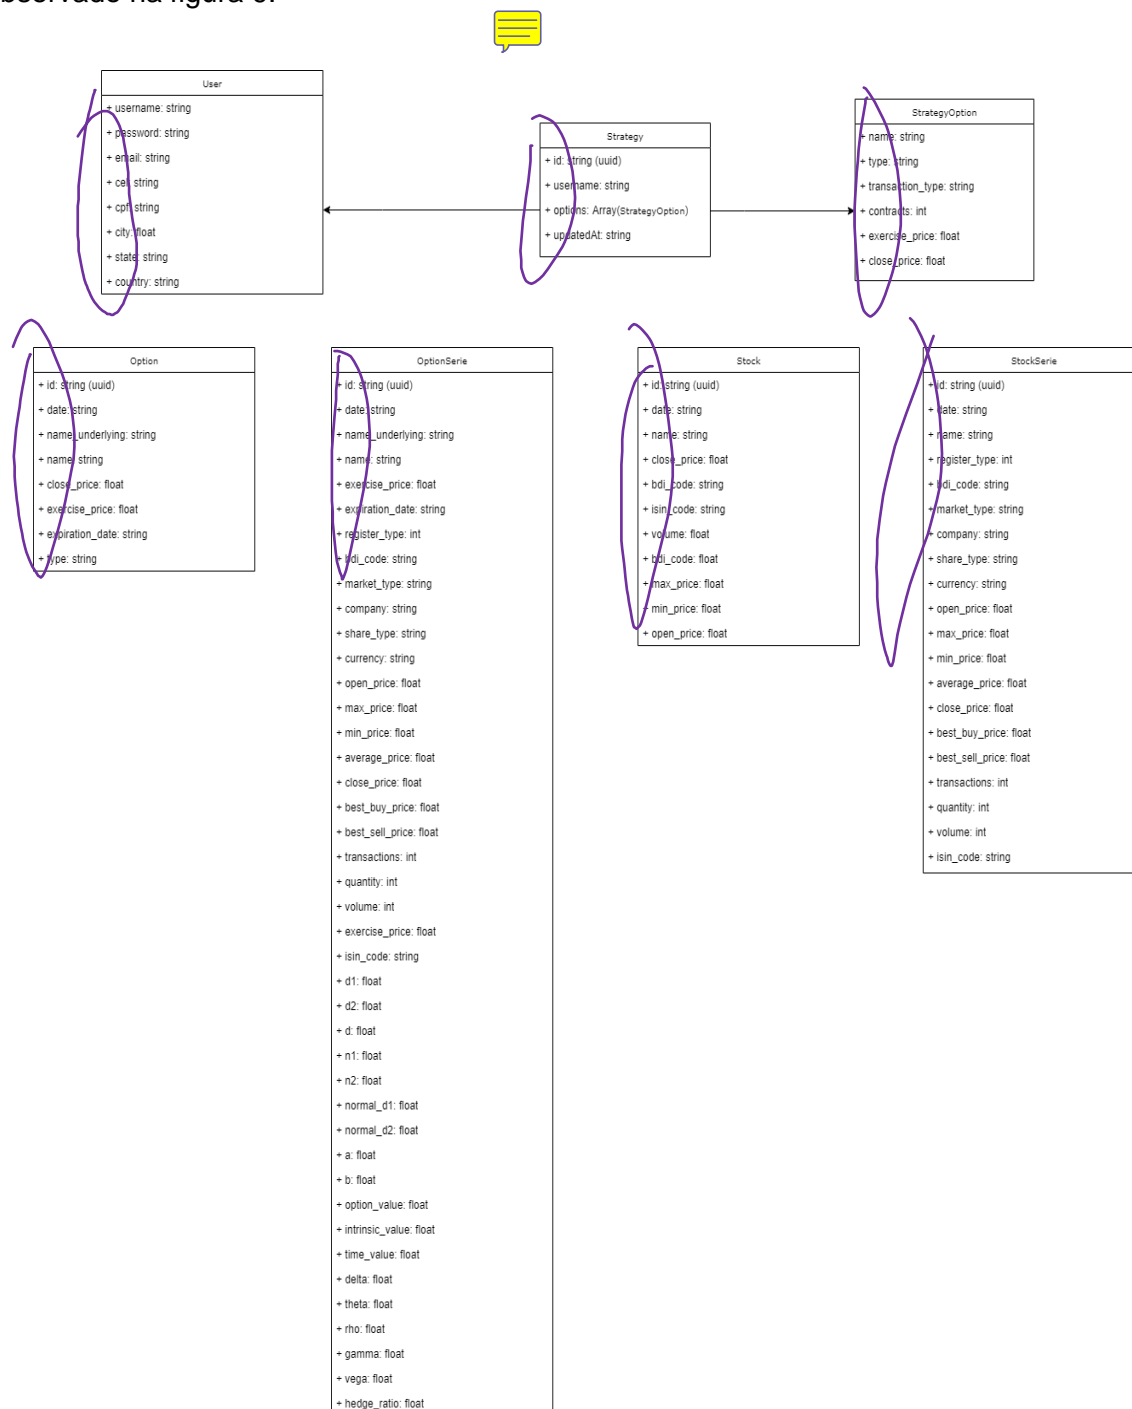 bservado na figura 6.
User
+ username: string
+ password: string
+ email: string
+ cel: string
+ cpf: string
+ city: float
+ state: string
+ country: string
Strategy
+ id: string (uuid)
+ username: string
+ options: Array(StrategyOption)
+ updatedAt: string
StrategyOption
+ name: string
+ type: string
+ transaction_type: string
+ contracts: int
+ exercise_price: float
+ close_price: float
Option
+ id: string (uuid)
+ date: string
+ name_underlying: string
+ name: string
+ close_price: float
+ exercise_price: float
+ expiration_date: string
+ type: string
OptionSerie
+ id: string (uuid)
+ date: string
+ name_underlying: string
+ name: string
+ exercise_price: float
+ expiration_date: string
+ register_type: int
+ bdi_code: string
+ market_type: string
+ company: string
+ share_type: string
+ currency: string
+ open_price: float
+ max_price: float
+ min_price: float
+ average_price: float
+ close_price: float
+ best_buy_price: float
+ best_sell_price: float
+ transactions: int
+ quantity: int
+ volume: int
+ exercise_price: float
+ isin_code: string
+ d1: float
+ d2: float
+ d: float
+ n1: float
+ n2: float
+ normal_d1: float
+ normal_d2: float
+ a: float
+ b: float
+ option_value: float
+ intrinsic_value: float
+ time_value: float
+ delta: float
+ theta: float
+ rho: float
+ gamma: float
+ vega: float
+ hedge_ratio: float
Stock
+ id: string (uuid)
+ date: string
+ name: string
+ close_price: float
+ bdi_code: string
+ isin_code: string
+ volume: float
+ bdi_code: float
+ max_price: float
+ min_price: float
+ open_price: float
StockSerie
+ id: string (uuid)
+ date: string
+ name: string
+ register_type: int
+ bdi_code: string
+ market_type: string
+ company: string
+ share_type: string
+ currency: string
+ open_price: float
+ max_price: float
+ min_price: float
+ average_price: float
+ close_price: float
+ best_buy_price: float
+ best_sell_price: float
+ transactions: int
+ quantity: int
+ volume: int
+ isin_code: string